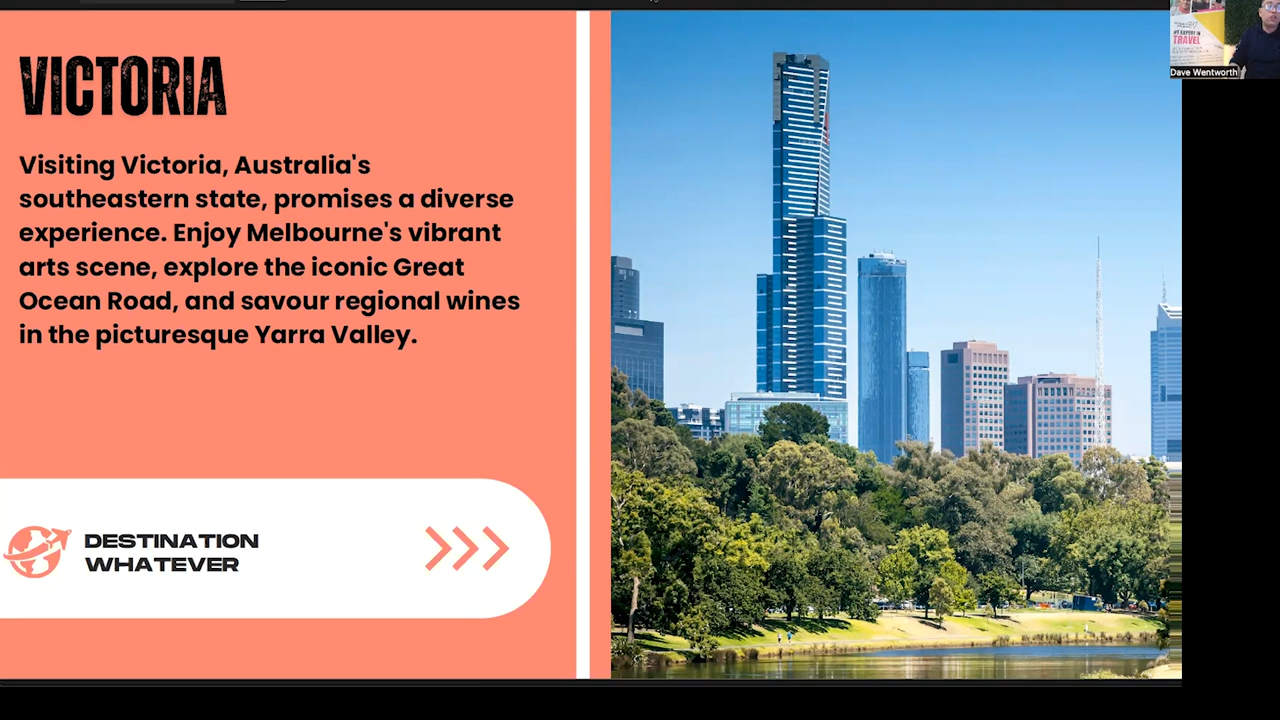 VICTORIA
Visiting Victoria, Australia's
southeastern state, promises a diverse
experience. Enjoy Melbourne's vibrant
arts scene, explore the iconic Great
Ocean Road, and savour regional wines
in the picturesque Yarra Valley.
DESTINATION
WHATEVER
TRAVEL
Dave Wentworth